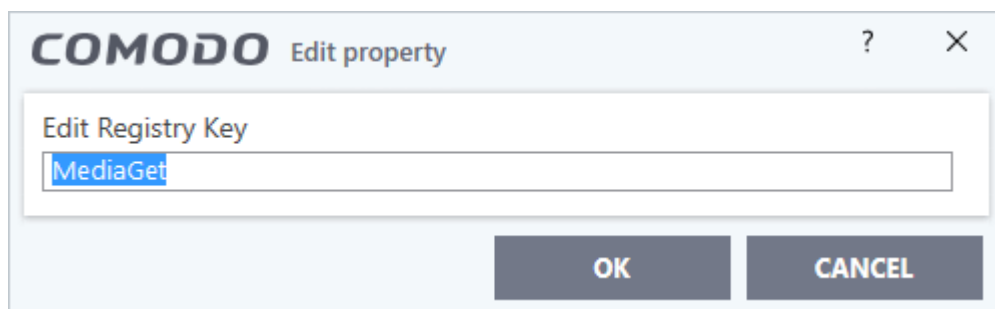 COMODO Edit property ?
Edit Registry Key
MediaGet
OK CANCEL